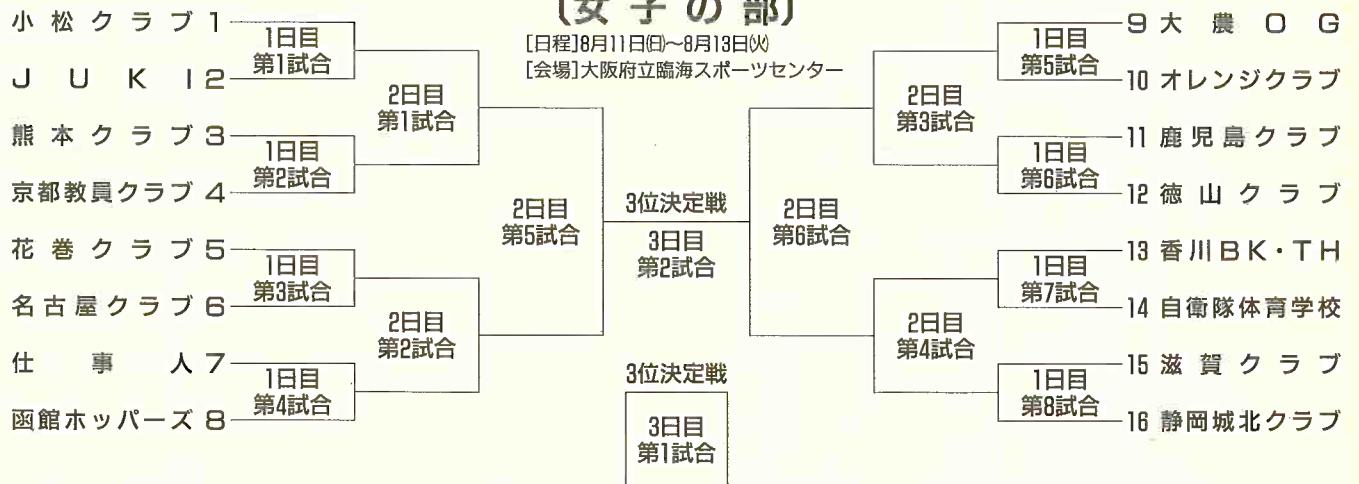 〔女子の部〕
[日程]8月11日(日)～8月13日(火)
[会場]大阪府立臨海スポーツセンター
小松クラブ 1
JUKI 2
熊本クラブ 3
京都教員クラブ 4
花巻クラブ 5
名古屋クラブ 6
仕事人 7
函館ホッパーズ 8
1日目
第1試合
1日目
第2試合
1日目
第3試合
1日目
第4試合
2日目
第1試合
2日目
第2試合
2日目
第5試合
3位決定戦
3日目
第2試合
3位決定戦
3日目
第1試合
2日目
第6試合
2日目
第3試合
2日目
第4試合
1日目
第5試合
1日目
第6試合
1日目
第7試合
1日目
第8試合
9 大農OG
10 オレンジクラブ
11 鹿児島クラブ
12 徳山クラブ
13 香川BK・TH
14 自衛隊体育学校
15 滋賀クラブ
16 静岡城北クラブ